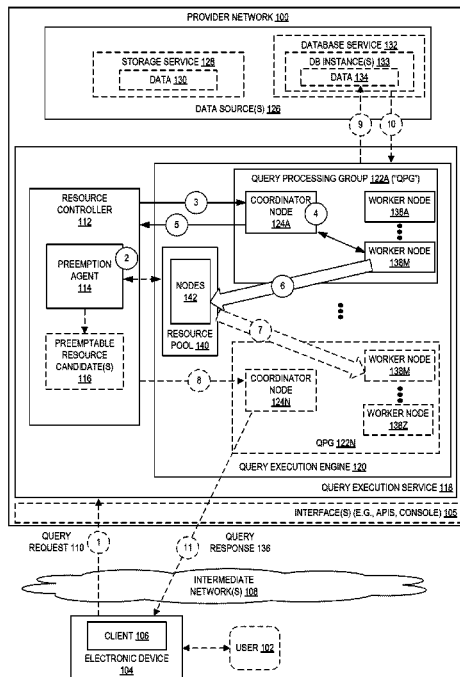 PROVIDER NETWORK 100
DATABASE SERVICE
132
STORAGE SERVICE 128
DATA 130
DB INSTANCE(S) 133
DATA 134
DATA SOURCE(S) 126
9
10
QUERY PROCESSING GROUP 122A ("QPG")
RESOURCE
CONTROLLER
112
3
5
COORDINATOR
NODE
124A
4
WORKER NODE
138A
WORKER NODE
138M
PREEMPTION
AGENT
114
2
NODES
142
RESOURCE
POOL 140
6
7
PREEMPTABLE
RESOURCE
CANDIDATE(S)
116
8
COORDINATOR
NODE
124N
WORKER NODE
138M
WORKER NODE
138Z
QPG 122N
QUERY EXECUTION ENGINE 120
QUERY EXECUTION SERVICE 118
INTERFACE(S) (E.G., APIS, CONSOLE) 105
QUERY
REQUEST 110
1
11
QUERY
RESPONSE 136
INTERMEDIATE
NETWORK(S) 108
CLIENT 106
ELECTRONIC DEVICE
104
USER 102